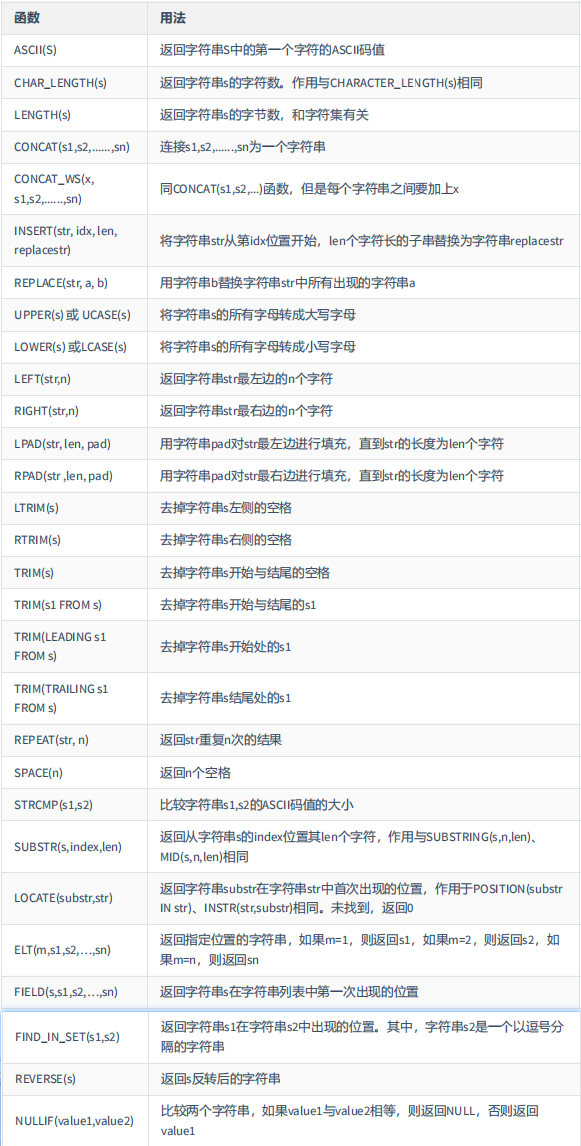 函数 用法
ASCII(S) 返回字符串S中的第一个字符的ASCII码值
CHAR_LENGTH(s) 返回字符串s的字符数。作用与CHARACTER_LENGTH(s)相同
LENGTH(s) 返回字符串s的字节数，和字符集有关
CONCAT(s1,s2,......,sn) 连接s1,s2,......,sn为一个字符串
CONCAT_WS(x,
s1,s2,......,sn) 同CONCAT(s1,s2,...)函数，但是每个字符串之间要加上x
INSERT(str, idx, len,
replacestr) 将字符串str从第idx位置开始，len个字符长的子串替换为字符串replacestr
REPLACE(str, a, b) 用字符串b替换字符串str中所有出现的字符串a
UPPER(s) 或 UCASE(s) 将字符串s的所有字母转成大写字母
LOWER(s) 或LCASE(s) 将字符串s的所有字母转成小写字母
LEFT(str,n) 返回字符串str最左边的n个字符
RIGHT(str,n) 返回字符串str最右边的n个字符
LPAD(str, len, pad) 用字符串pad对str最左边进行填充，直到str的长度为len个字符
RPAD(str ,len, pad) 用字符串pad对str最右边进行填充，直到str的长度为len个字符
LTRIM(s) 去掉字符串s左侧的空格
RTRIM(s) 去掉字符串s右侧的空格
TRIM(s) 去掉字符串s开始与结尾的空格
TRIM(s1 FROM s) 去掉字符串s开始与结尾的s1
TRIM(LEADING s1
FROM s) 去掉字符串s开始处的s1
TRIM(TRAILING s1
FROM s) 去掉字符串s结尾处的s1
REPEAT(str, n) 返回str重复n次的结果
SPACE(n) 返回n个空格
STRCMP(s1,s2) 比较字符串s1,s2的ASCII码值的大小
SUBSTR(s,index,len) 返回从字符串s的index位置其len个字符，作用与SUBSTRING(s,n,len)、
MID(s,n,len)相同
LOCATE(substr,str) 返回字符串substr在字符串str中首次出现的位置，作用于POSITION(substr
IN str)、INSTR(str,substr)相同。未找到，返回0
ELT(m,s1,s2,…,sn) 返回指定位置的字符串，如果m=1，则返回s1，如果m=2，则返回s2，如
果m=n，则返回sn
FIELD(s,s1,s2,…,sn) 返回字符串s在字符串列表中第一次出现的位置
FIND_IN_SET(s1,s2) 返回字符串s1在字符串s2中出现的位置。其中，字符串s2是一个以逗号分
隔的字符串
REVERSE(s) 返回s反转后的字符串
NULLIF(value1,value2) 比较两个字符串，如果value1与value2相等，则返回NULL，否则返回
value1